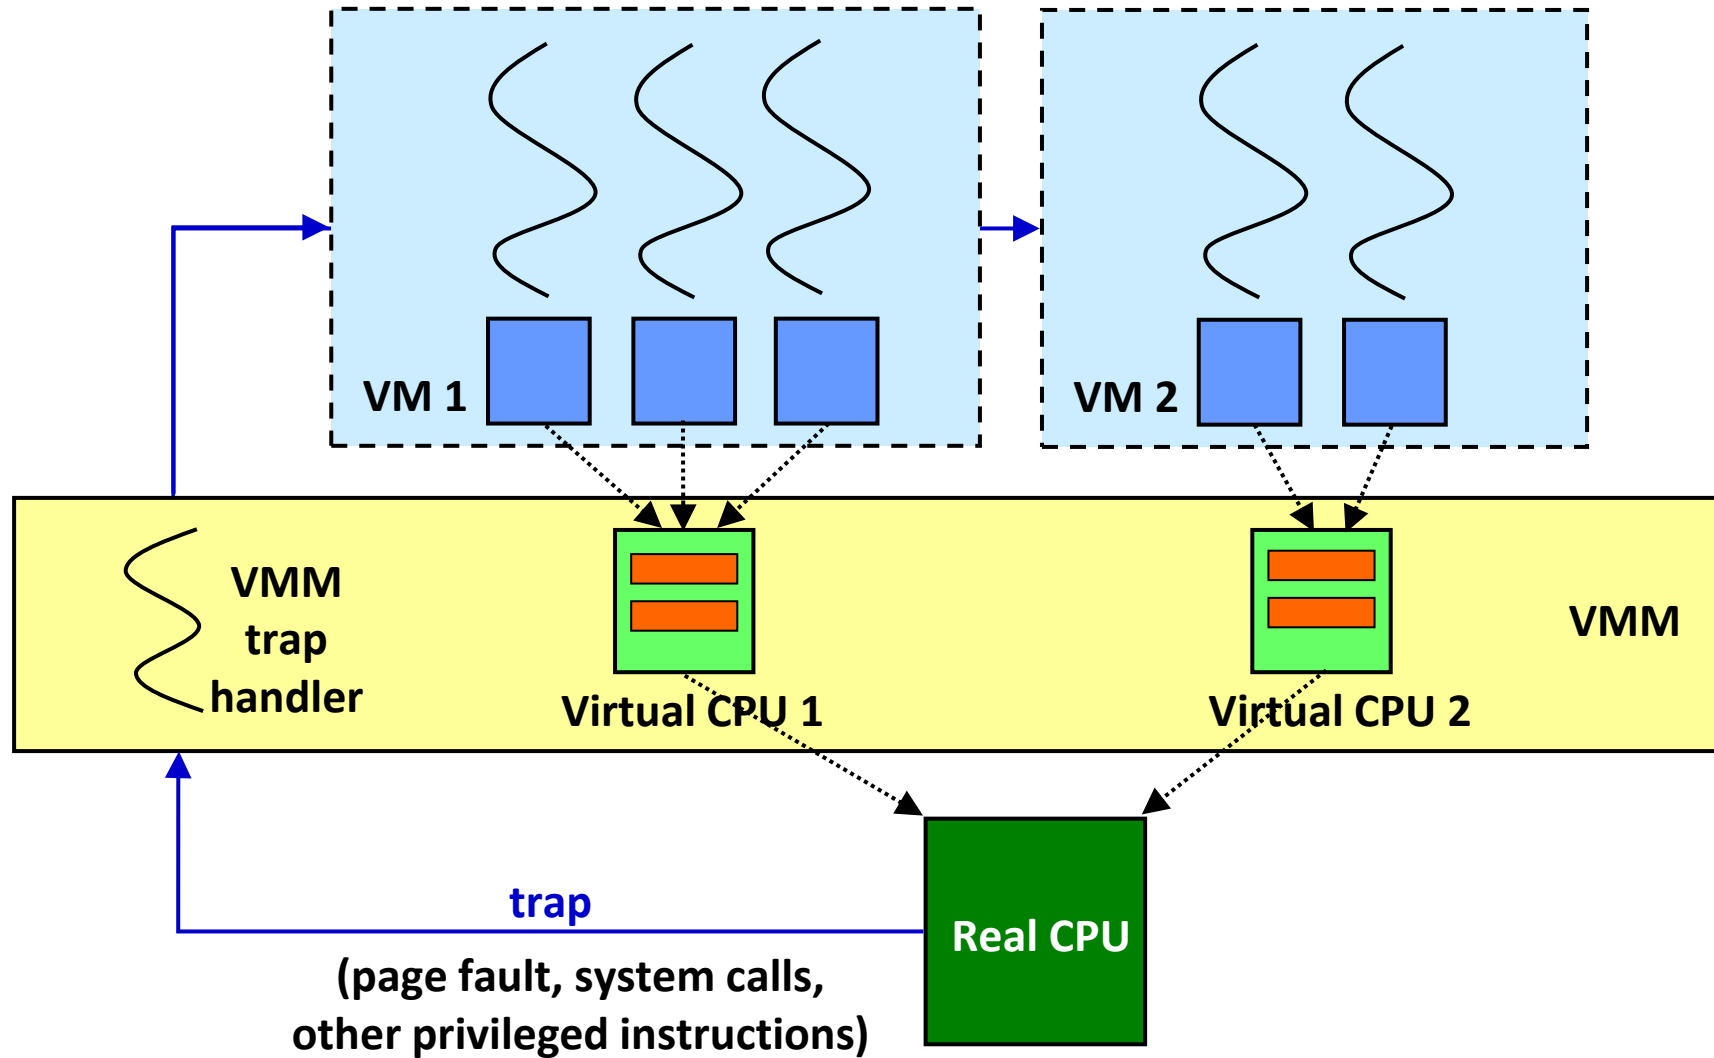 VM 1
VM 2
VMM
trap
handler
Virtual CPU 1
Virtual CPU 2
VMM
trap
Real CPU
(page fault, system calls,
other privileged instructions)